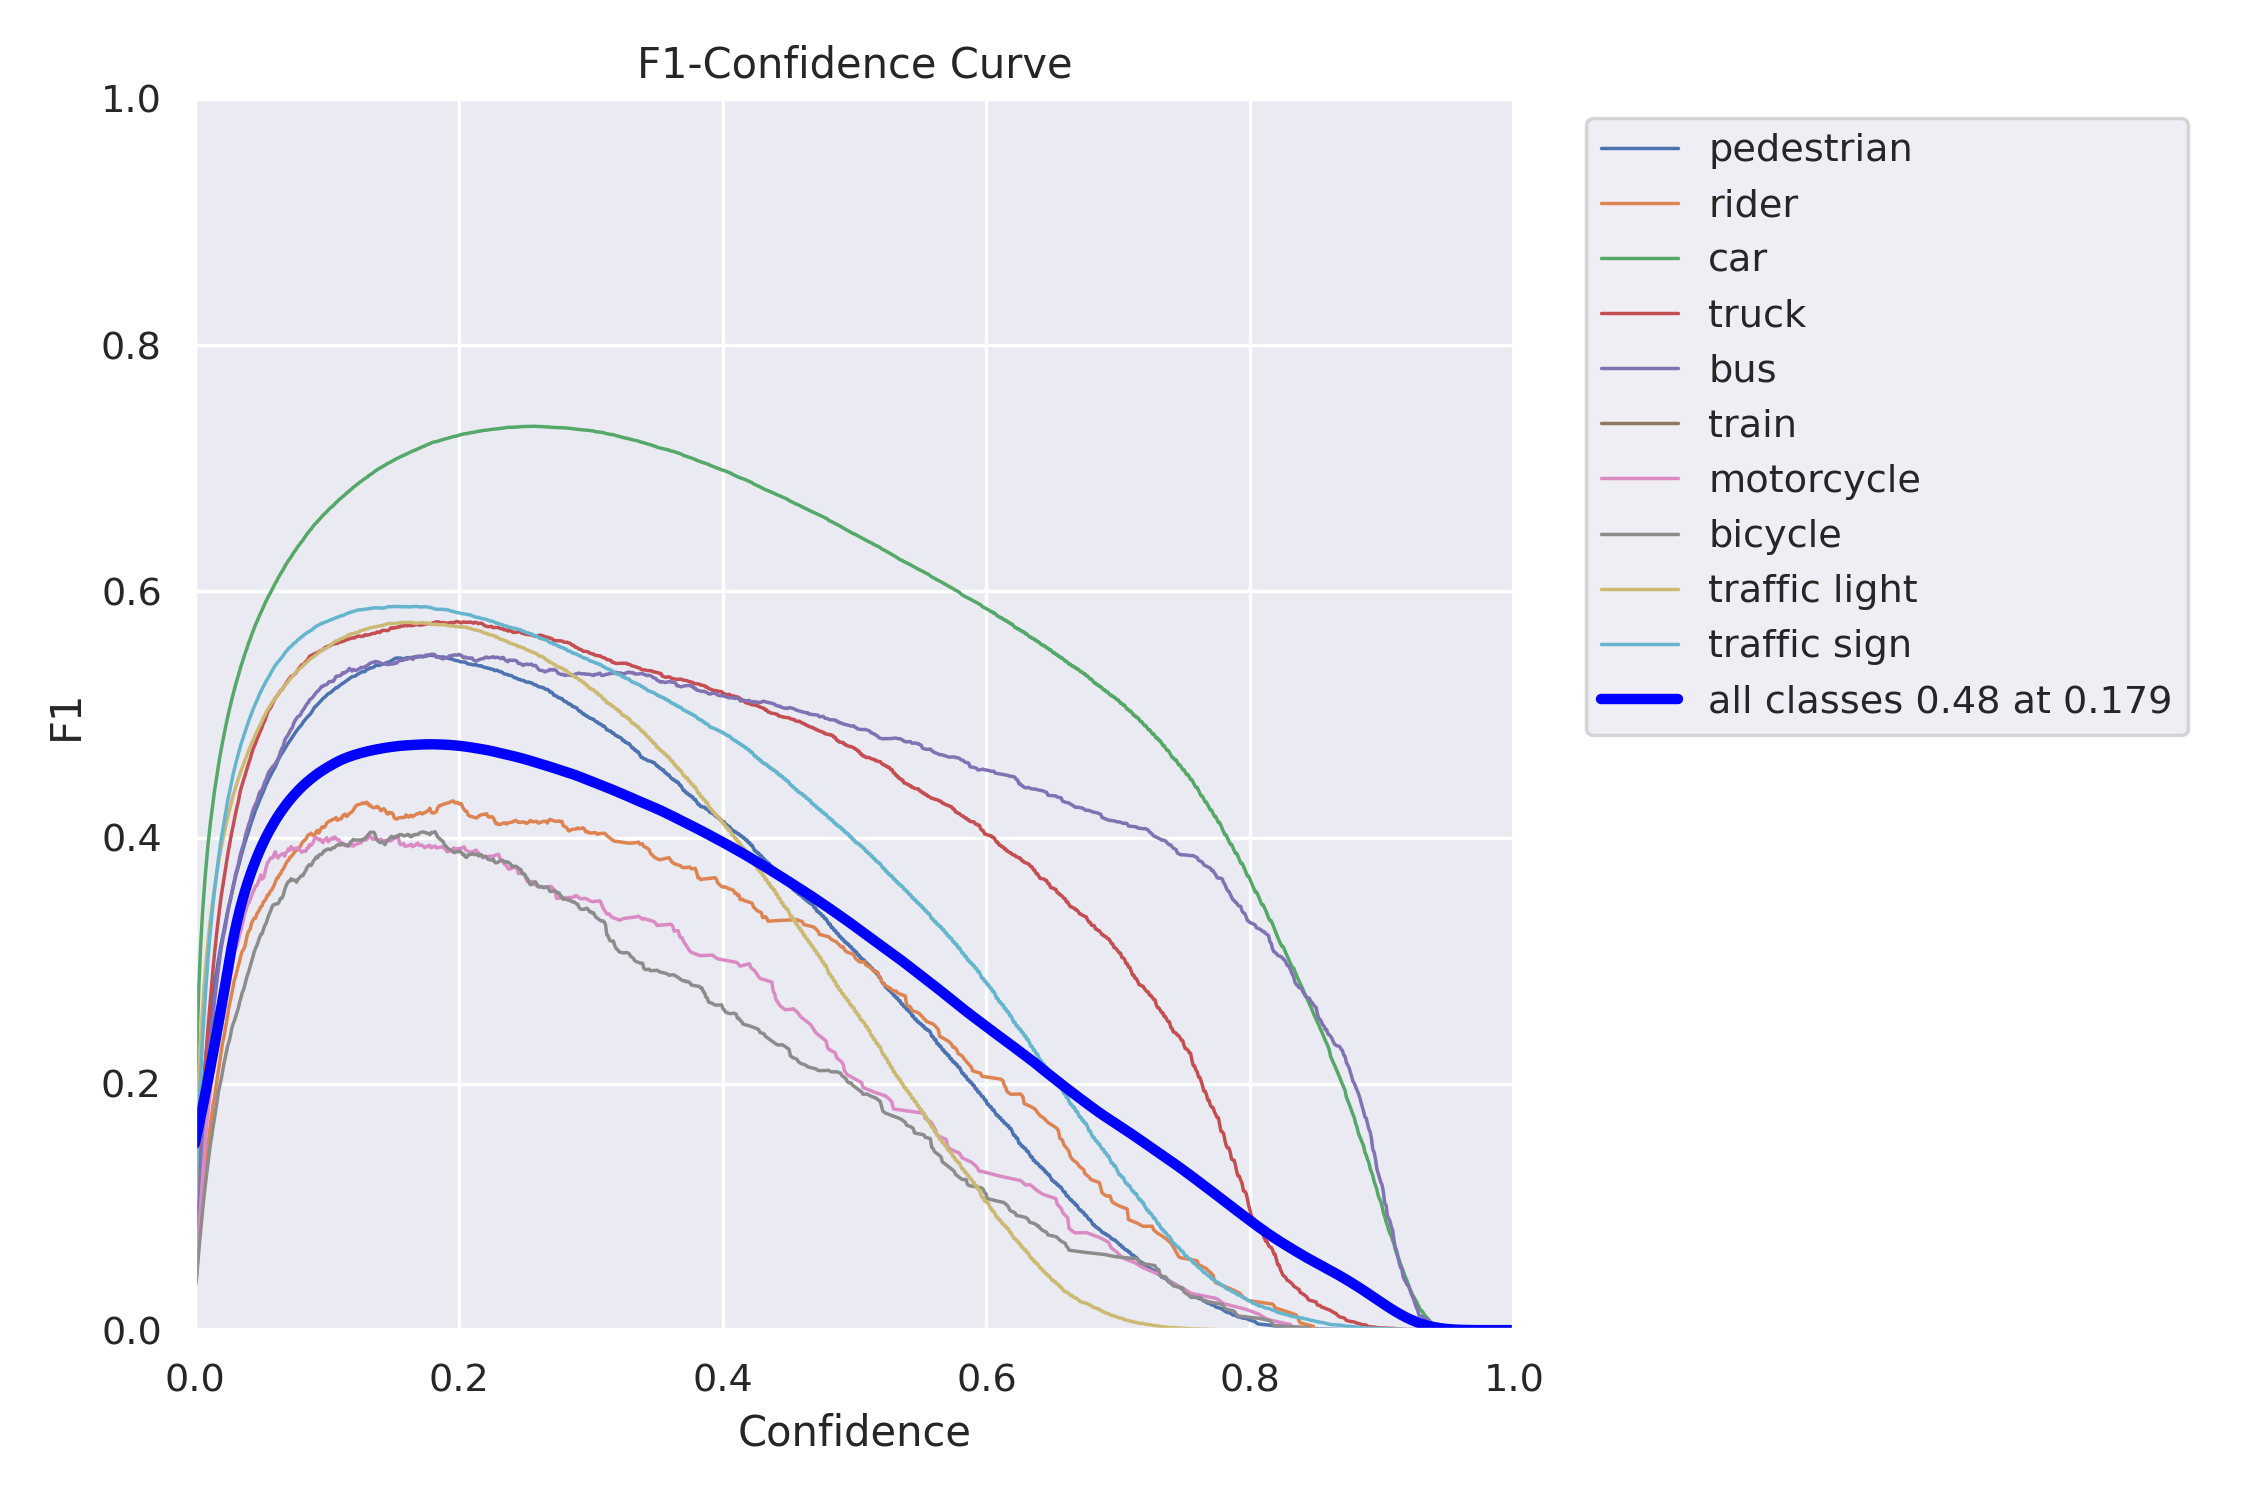 F1-Confidence Curve
1.0
0.8
0.6
0.4
0.2
0.0
F1
0.0 0.2 0.4 0.6 0.8 1.0
Confidence
pedestrian
rider
car
truck
bus
train
motorcycle
bicycle
traffic light
traffic sign
all classes 0.48 at 0.179